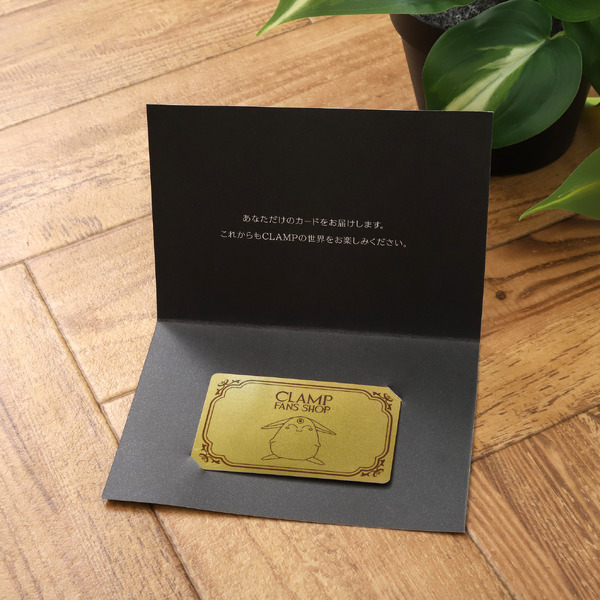 あなただけのカードをお届けします。
これからもCLAMPの世界をお楽しみください。
CLAMP
FANS SHOP